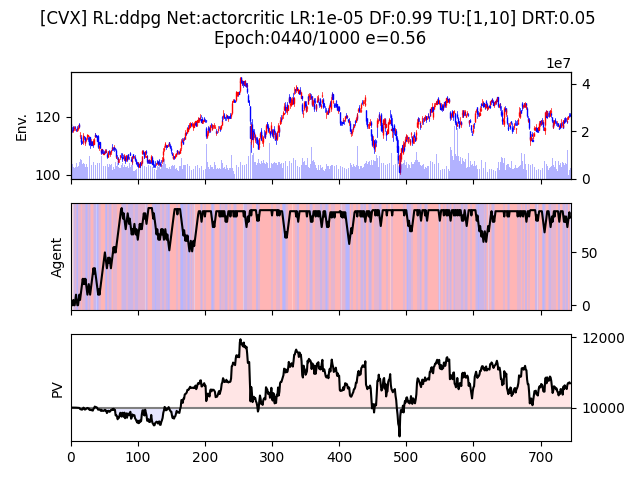 [CVX] RL:ddpg Net:actorcritic LR:1e-05 DF:0.99 TU:[1,10] DRT:0.05
Epoch:0440/1000 e=0.56
1e7
Env.
120
100
4
2
0
Agent
50
0
PV
12000
10000
0 100 200 300 400 500 600 700